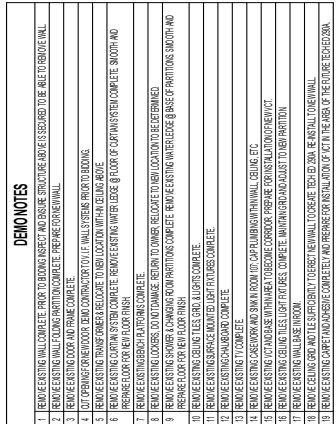 DEMO NOTES
1 REMOVE EXISTING WALL COMPLETE. PRIOR TO BIDDING INSPECT AND ENSURE STRUCTURE ABOVE IS SECURED TO BE ABLE TO REMOVE WALL.
2 REMOVE EXISTING WALL FOLDING PARTITION COMPLETE. PREPARE FOR NEW WALL.
3 REMOVE EXISTING DOOR AND FRAME COMPLETE.
4 CUT OPENING FOR NEW DOOR. DEMO CONTRACTOR TO V.I.F. WALL SYSTEMS PRIOR TO BIDDING.
5 REMOVE EXISTING TRANSFORMER & RELOCATE TO NEW LOCATION WITH-IN CEILING ABOVE.
6 REMOVE EXISTING CURTAIN SYSTEM COMPLETE. REMOVE EXISTING WATER LEDGE @ FLOOR OF CURTAIN SYSTEM COMPLETE. SMOOTH AND
PREPARE FLOOR FOR NEW FLOOR FINISH
7 REMOVE EXISTING BENCH PLATFORMS COMPLETE.
8 REMOVE EXISTING LOCKERS, DO NOT DAMAGE. RETURN TO OWNER, RELOCATE TO NEW LOCATION TO BE DETERMINED
9 REMOVE EXISTING SHOWER CHANGING ROOM PARTITIONS COMPLETE. REMOVE EXISTING WATER LEDGE @ BASE OF PARTITIONS. SMOOTH AND
PREPARE FOR NEW FLOOR FINISH
10 REMOVE EXISTING CEILING TILES, GRID, & LIGHTS COMPLETE.
11 REMOVE EXISTING SURFACE MOUNTED LIGHT FIXTURES COMPLETE.
12 REMOVE EXISTING CHALKBOARD COMPLETE
13 REMOVE EXISTING TV COMPLETE
14 REMOVE EXISTING CASEWORK AND SINK IN ROOM 107, CAP PLUMBING WITHIN WALL, CEILING, ETC
15 REMOVE EXISTING VCT AND BASE WITHIN AREA TO BECOME CORRIDOR. PREPARE FOR INSTALLATION OF NEW VCT.
16 REMOVE EXISTING CEILING TILES, LIGHT FIXTURES, COMPLETE. MAINTAIN GRID AND ADJUST TO NEW PARTITION
17 REMOVE WALL BASE IN ROOM.
18 REMOVE CEILING GRID AND TILE SUFFICIENTLY TO ERECT NEW WALL TO CREATE TECH ED 290A. RE-INSTALL TO NEW WALL.
19 REMOVE EXISTING CARPET AND ADHESIVE COMPLETELY AND PREPARE FOR INSTALLATION OF VCT IN THE AREA OF THE FUTURE TECH ED 290A.